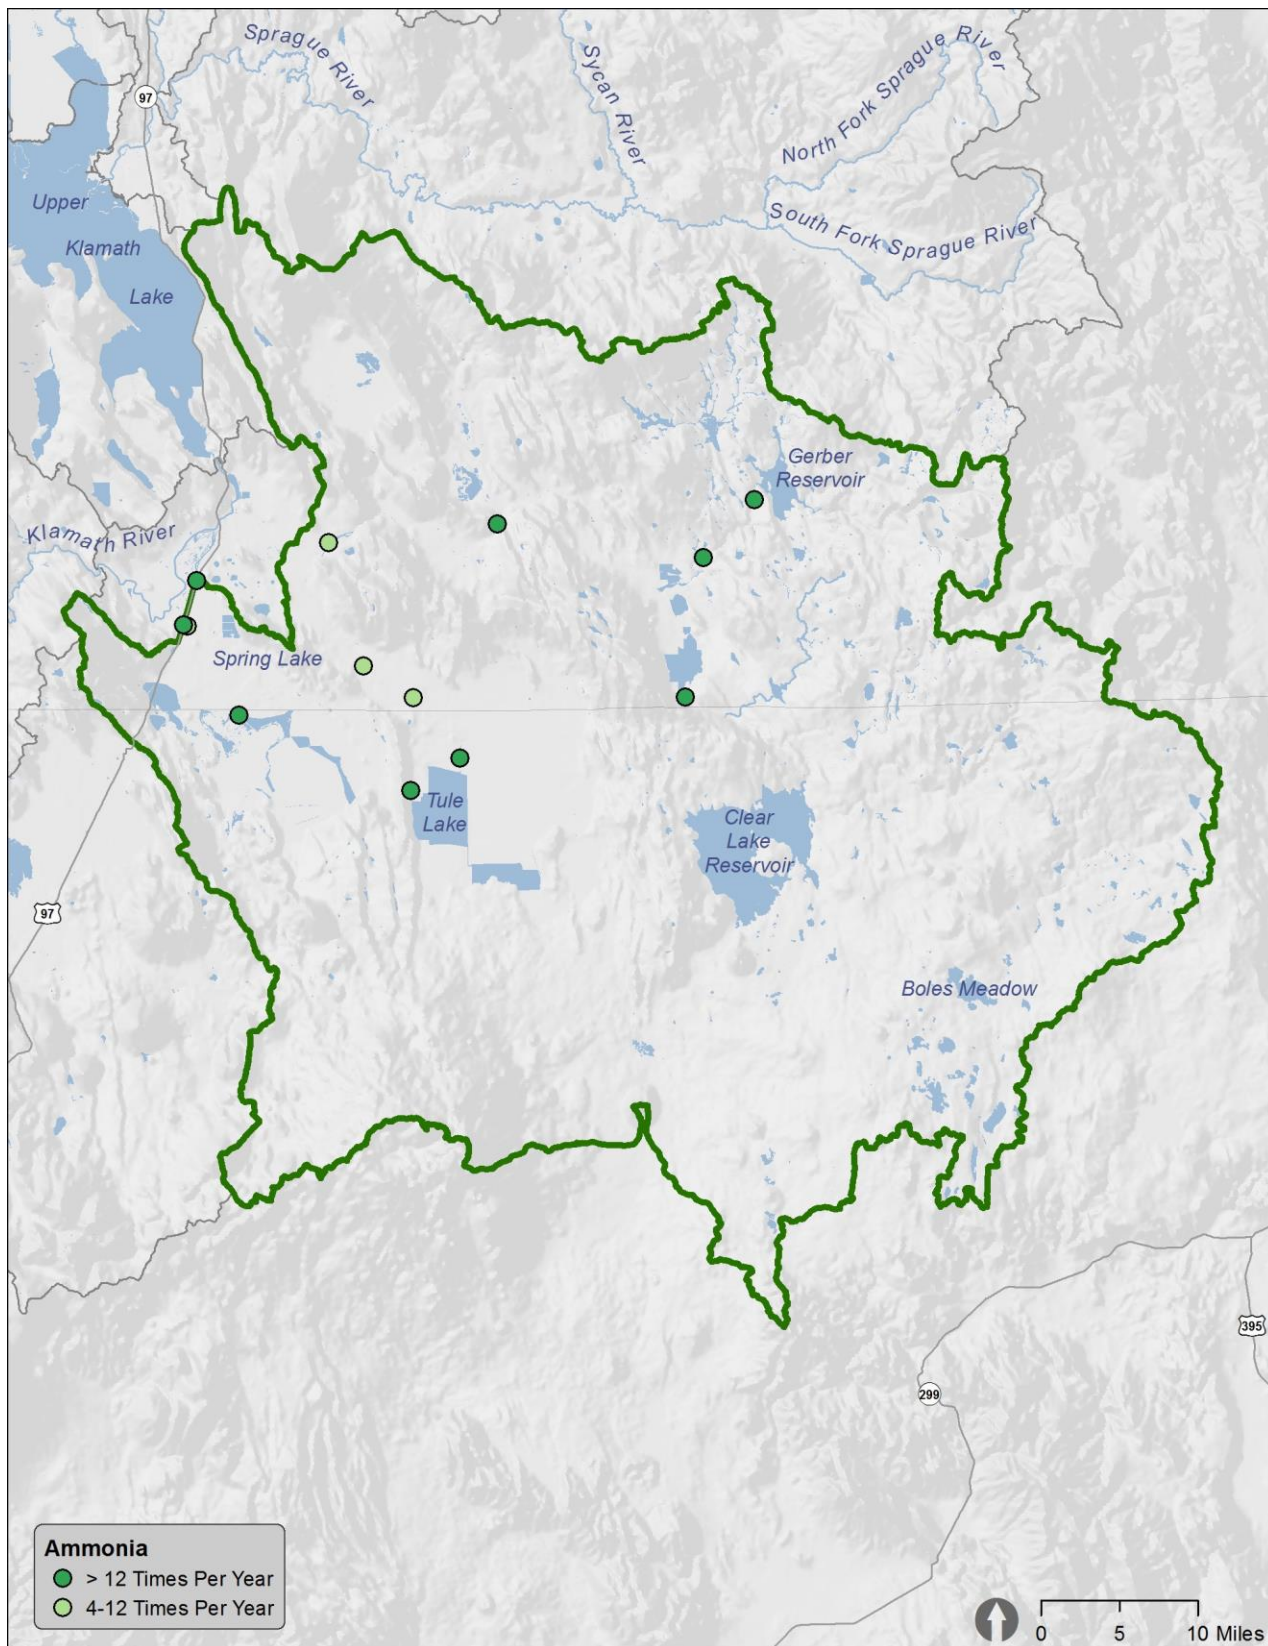 Sprague River
Sycan River
North Fork Sprague River
97
South Fork Sprague River
Upper
Klamath
Lake
Gerber
Reservoir
Klamath River
Spring Lake
Tule
Lake
Clear
Lake
Reservoir
97
Boles Meadow
395
299
Ammonia
> 12 Times Per Year
4-12 Times Per Year
0 5 10 Miles